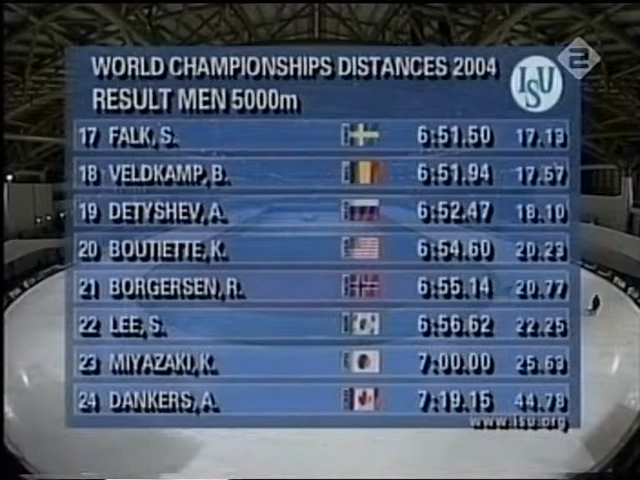 WORLD CHAMPIONSHIPS DISTANCES 2004
RESULT MEN 5000m
ISU
2
17 FALK, S. 6:51.50 17.13
18 VELDKAMP, B. 6:51.94 17.57
19 DETYSHEV, A. 6:52.47 18.10
20 BOUTIETTE, K. 6:54.60 20.23
21 BORGERSEN, R. 6:55.14 20.77
22 LEE, S. 6:56.62 22.25
23 MIYAZAKI, K. 7:00.00 25.63
24 DANKERS, A. 7:19.15 44.78
www.isu.org